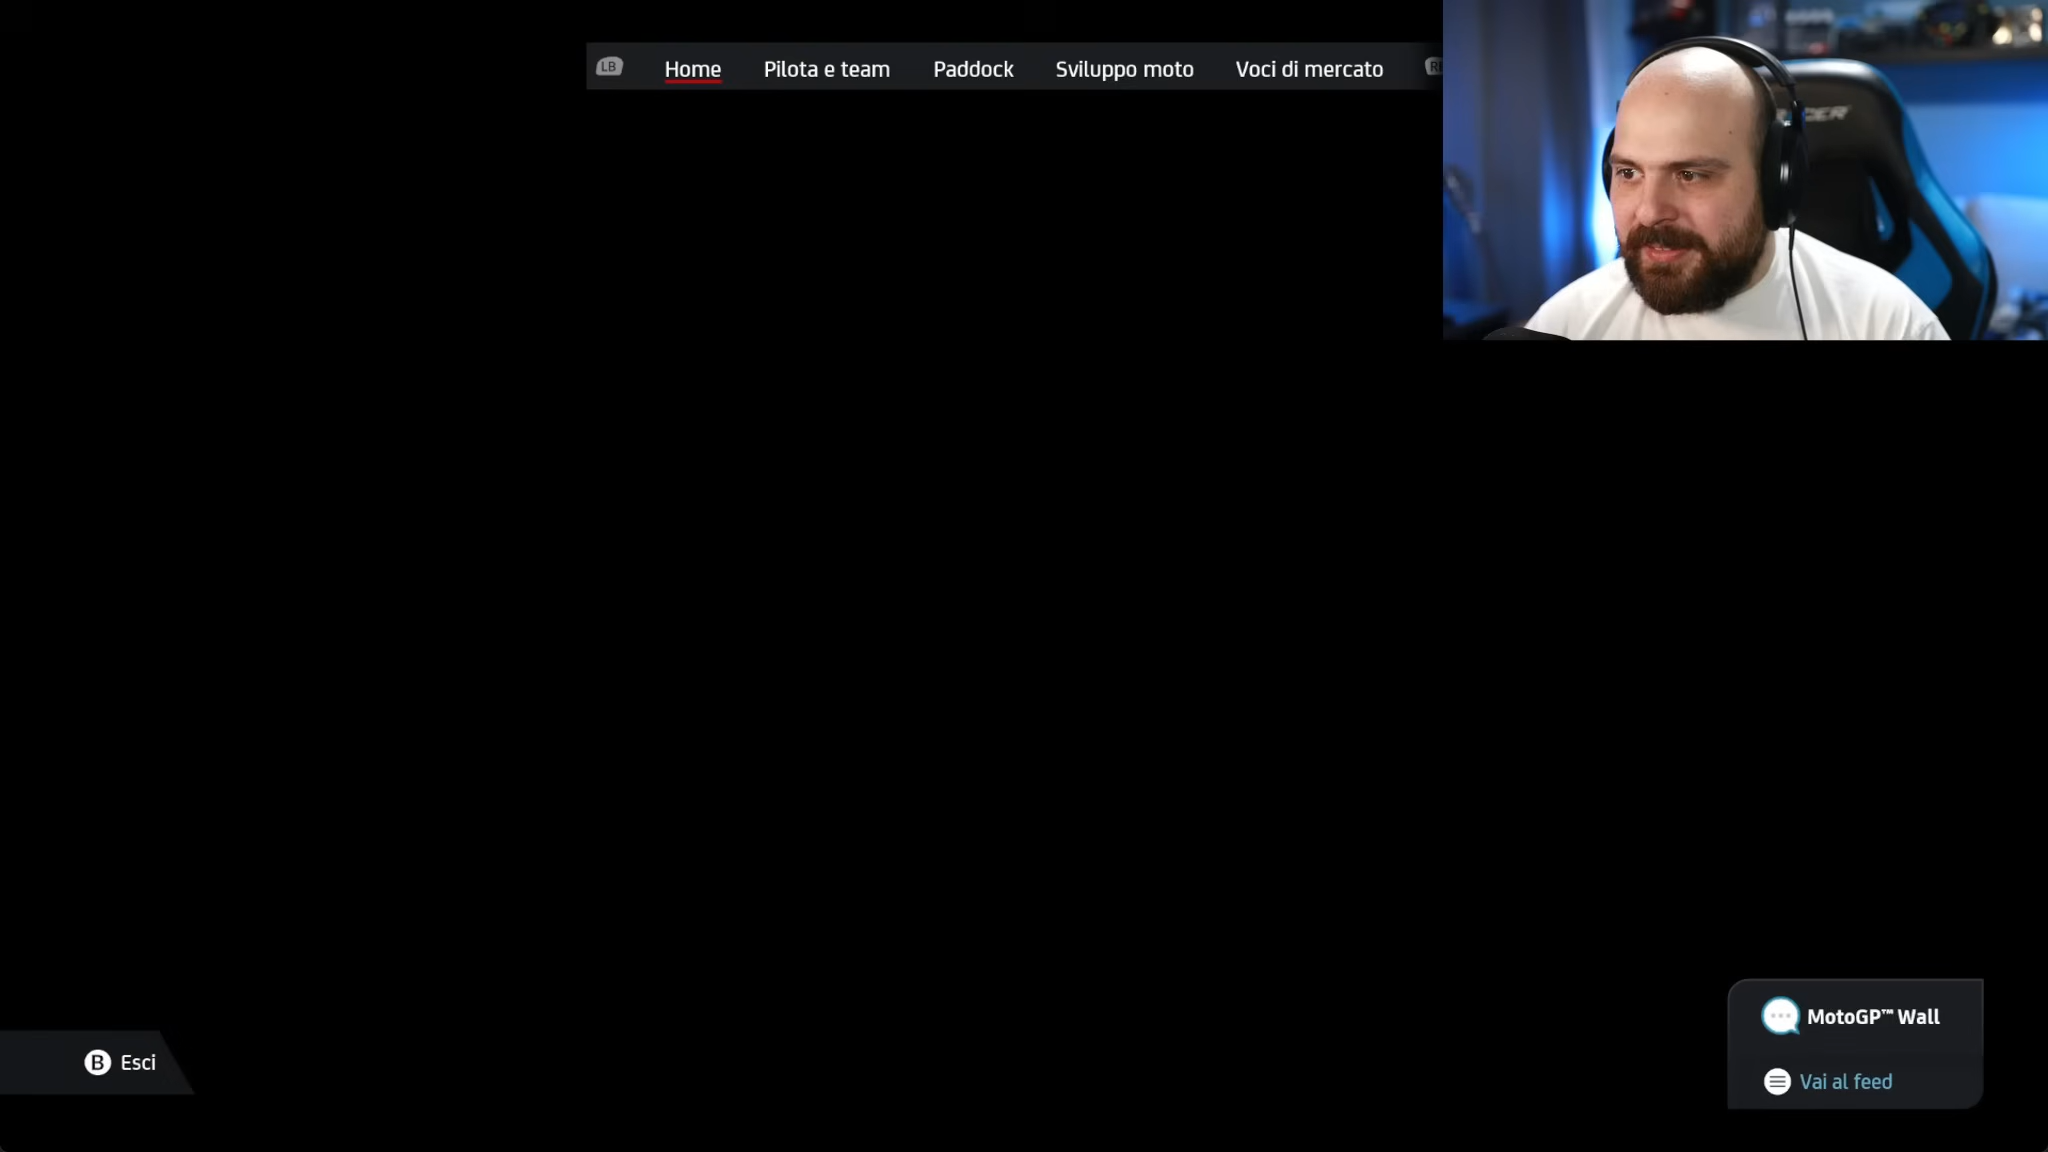 LB Home Pilota e team Paddock Sviluppo moto Voci di mercato
MotoGP™ Wall
B Esci
Vai al feed